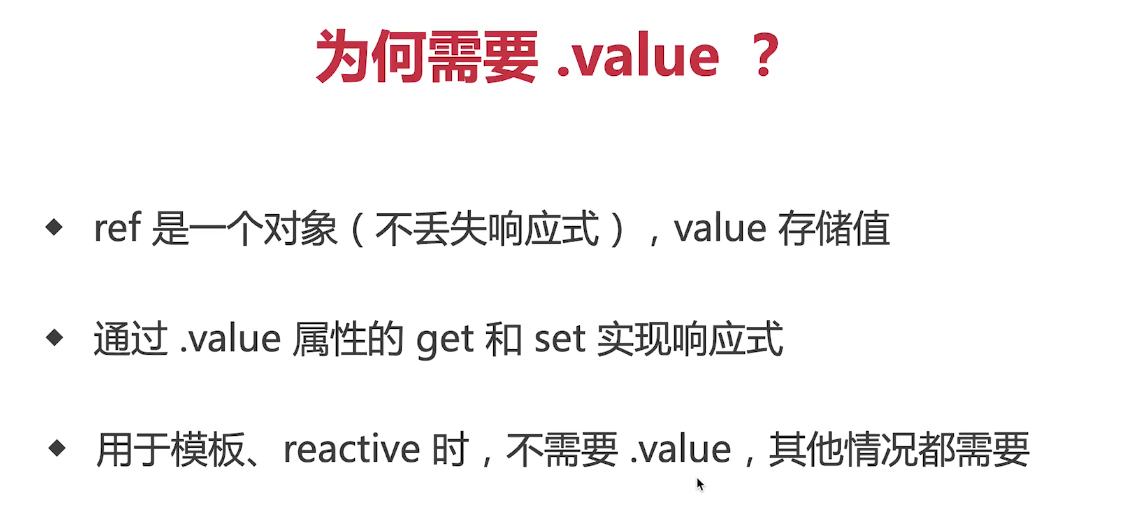 为何需要 .value ？
◆ ref 是一个对象（不丢失响应式），value 存储值
◆ 通过 .value 属性的 get 和 set 实现响应式
◆ 用于模板、reactive 时，不需要 .value，其他情况都需要